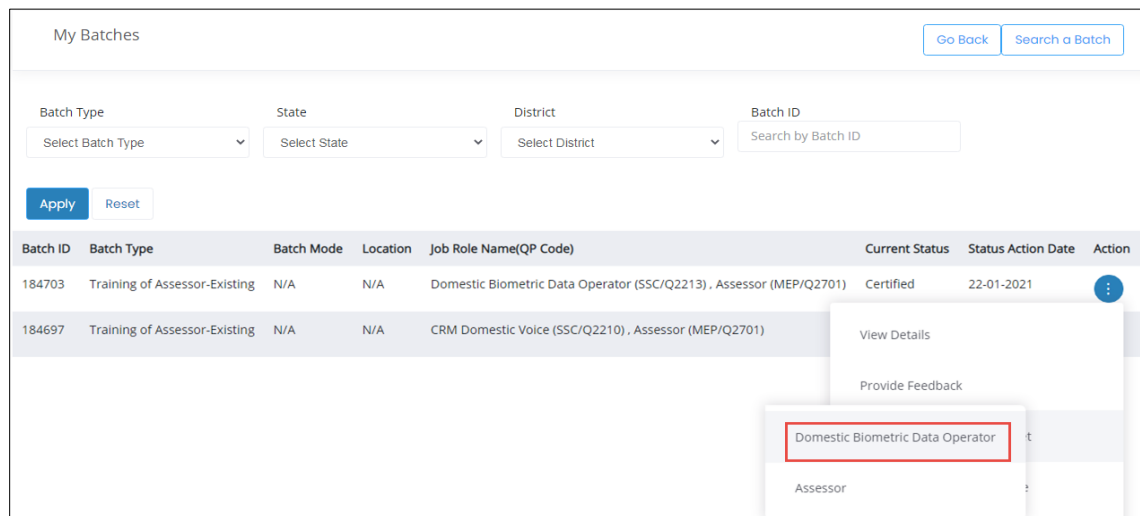 My Batches
Go Back Search a Batch
Batch Type State District Batch ID
Select Batch Type Select State Select District Search by Batch ID
Apply Reset
Batch ID Batch Type Batch Mode Location Job Role Name(QP Code) Current Status Status Action Date Action
184703 Training of Assessor-Existing N/A N/A Domestic Biometric Data Operator (SSC/Q2213) , Assessor (MEP/Q2701) Certified 22-01-2021
184697 Training of Assessor-Existing N/A N/A CRM Domestic Voice (SSC/Q2210) , Assessor (MEP/Q2701)
View Details
Provide Feedback
Domestic Biometric Data Operator
Assessor